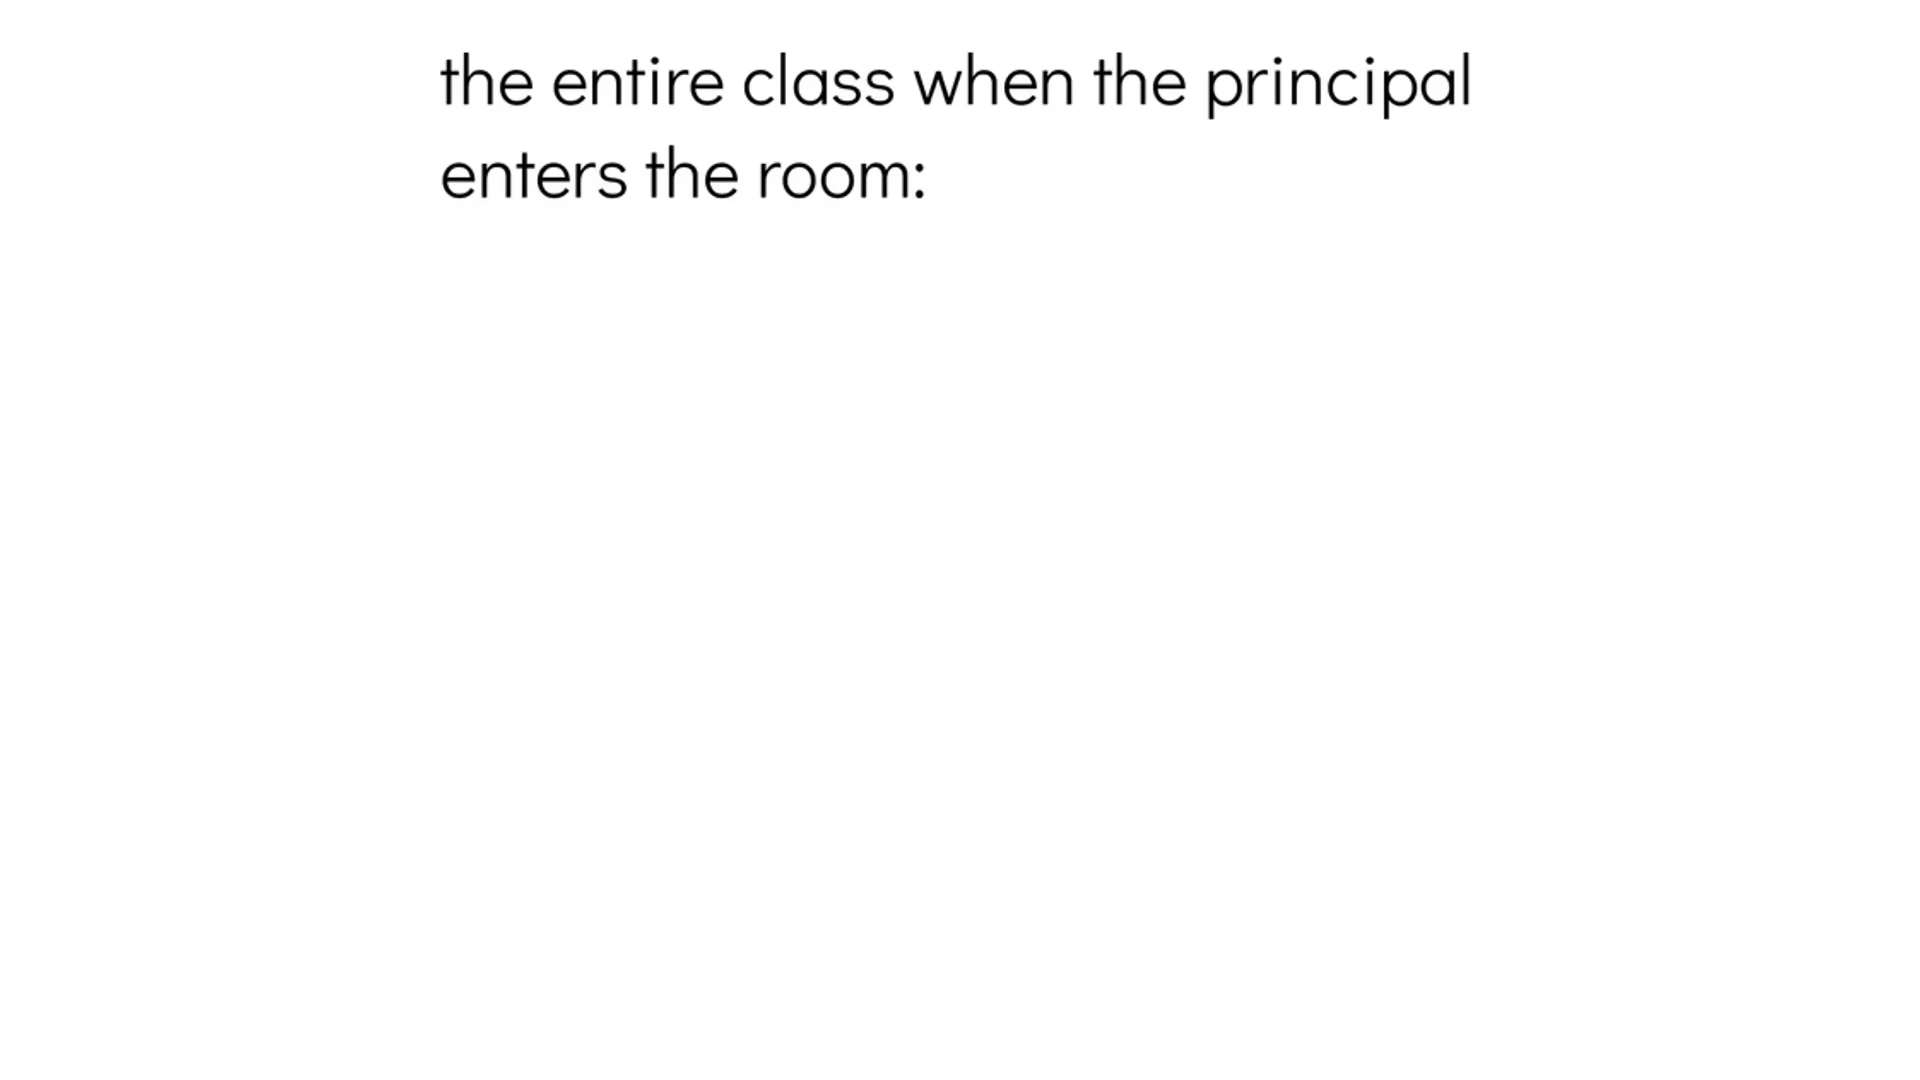 the entire class when the principal
enters the room: